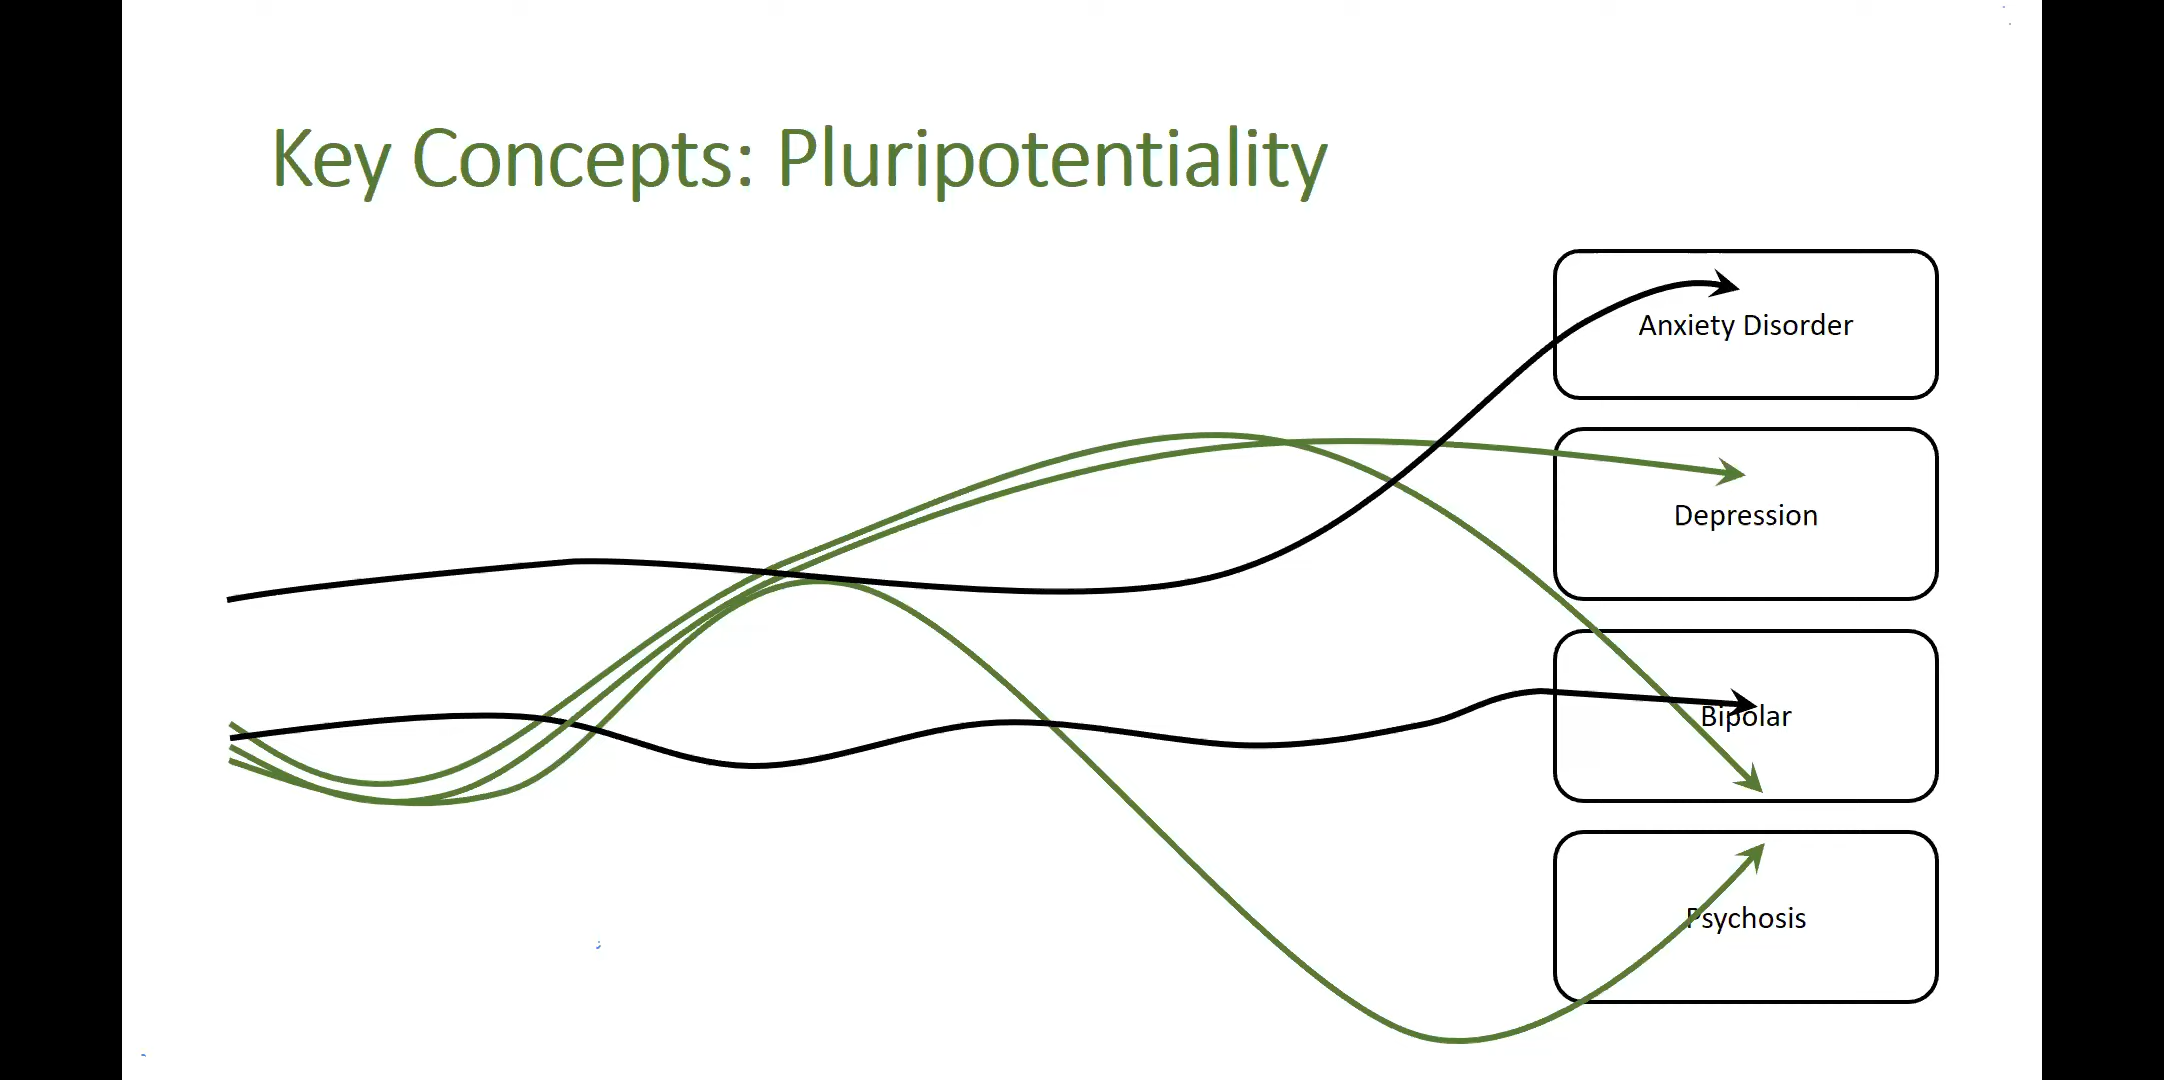 Key Concepts: Pluripotentiality
Anxiety Disorder
Depression
Bipolar
Psychosis